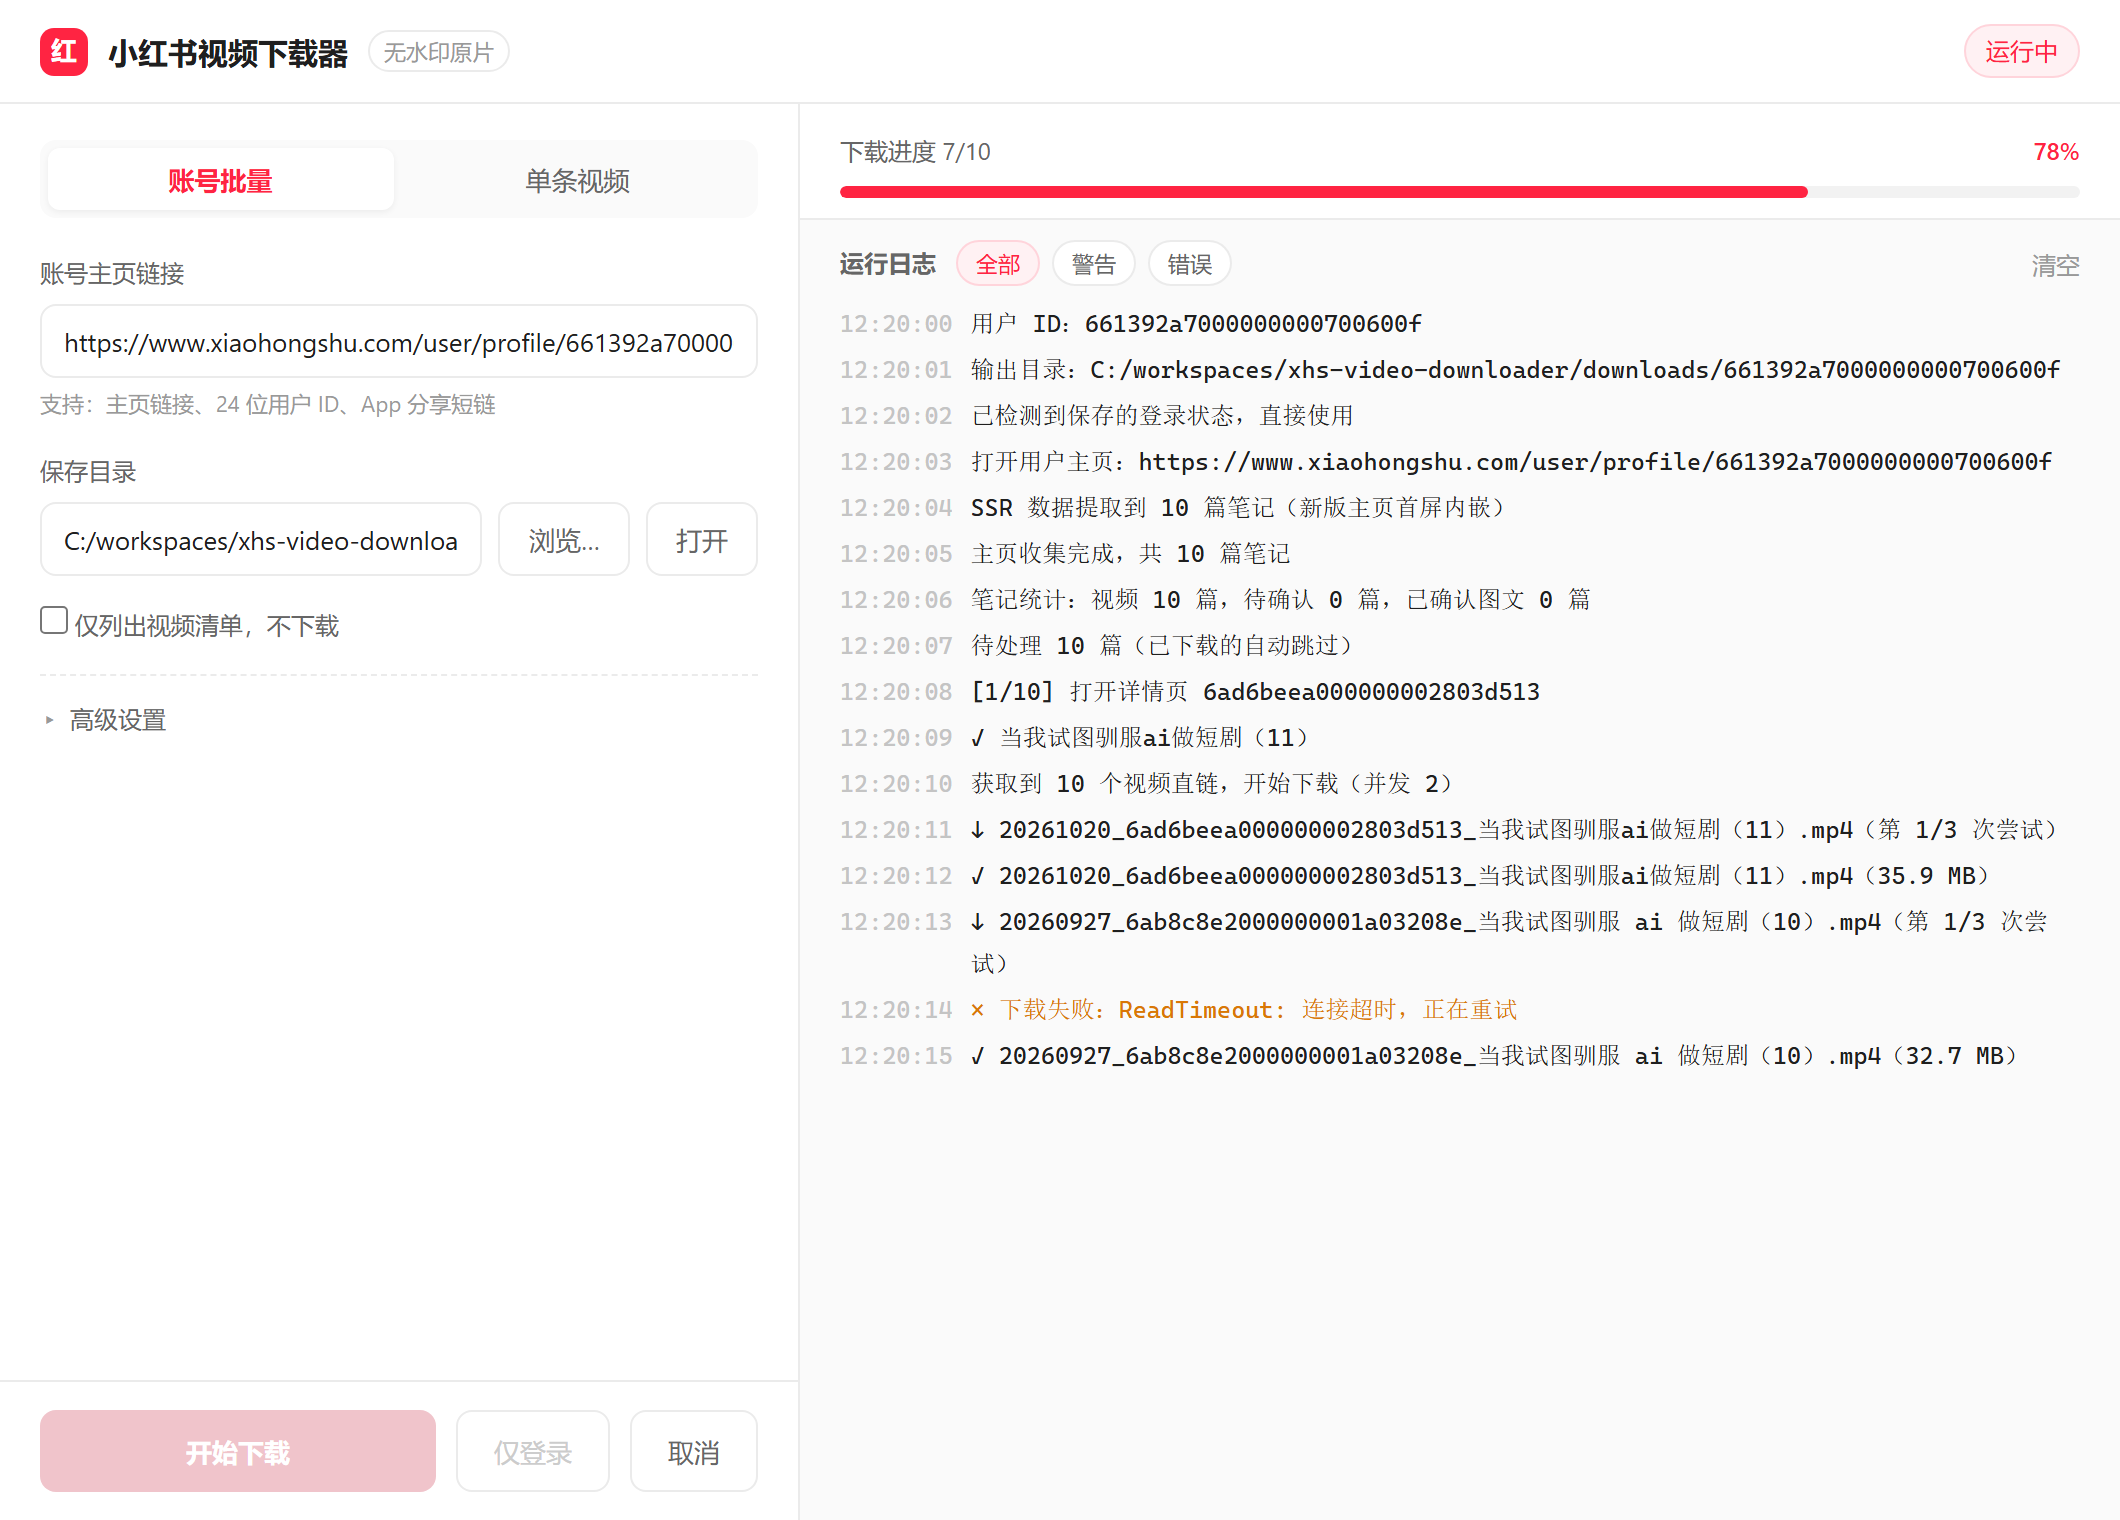 红 小红书视频下载器 无水印原片 运行中
账号批量 单条视频
账号主页链接
https://www.xiaohongshu.com/user/profile/661392a70000
支持：主页链接、24 位用户 ID、App 分享短链
保存目录
C:/workspaces/xhs-video-downloa 浏览... 打开
仅列出视频清单，不下载
▸ 高级设置
开始下载 仅登录 取消
下载进度 7/10 78%
运行日志 全部 警告 错误 清空
12:20:00 用户 ID：661392a7000000000700600f
12:20:01 输出目录：C:/workspaces/xhs-video-downloader/downloads/661392a7000000000700600f
12:20:02 已检测到保存的登录状态，直接使用
12:20:03 打开用户主页：https://www.xiaohongshu.com/user/profile/661392a7000000000700600f
12:20:04 SSR 数据提取到 10 篇笔记（新版主页首屏内嵌）
12:20:05 主页收集完成，共 10 篇笔记
12:20:06 笔记统计：视频 10 篇，待确认 0 篇，已确认图文 0 篇
12:20:07 待处理 10 篇（已下载的自动跳过）
12:20:08 [1/10] 打开详情页 6ad6beea000000002803d513
12:20:09 ✓ 当我试图驯服ai做短剧（11）
12:20:10 获取到 10 个视频直链，开始下载（并发 2）
12:20:11 ↓ 20261020_6ad6beea000000002803d513_当我试图驯服ai做短剧（11）.mp4（第 1/3 次尝试）
12:20:12 ✓ 20261020_6ad6beea000000002803d513_当我试图驯服ai做短剧（11）.mp4（35.9 MB）
12:20:13 ↓ 20260927_6ab8c8e2000000001a03208e_当我试图驯服 ai 做短剧（10）.mp4（第 1/3 次尝
试）
12:20:14 × 下载失败：ReadTimeout: 连接超时，正在重试
12:20:15 ✓ 20260927_6ab8c8e2000000001a03208e_当我试图驯服 ai 做短剧（10）.mp4（32.7 MB）